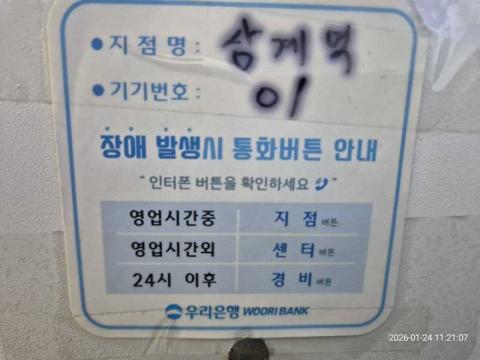 • 지점명 : 삼계역
• 기기번호 : 01
장애 발생시 통화버튼 안내
"인터폰 버튼을 확인하세요"
영업시간중 지점버튼
영업시간외 센터버튼
24시 이후 경비버튼
우리은행 WOORI BANK
2026-01-24 11:21:07